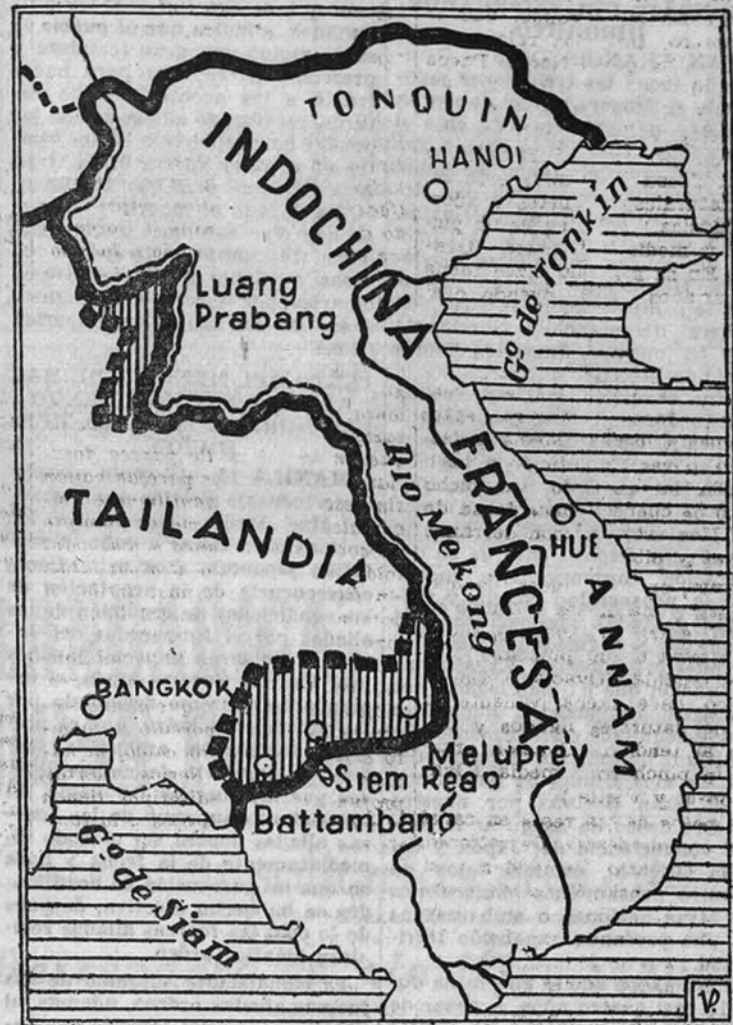 TONQUIN
HANOI
INDOCHINA
Gº de Tonkin
Luang
Prabang
FRANCESA
Rio Mekong
TAILANDIA
HUE
ANNAM
BANGKOK
Meluprey
Siem Reap
Battambang
Gº de Siam